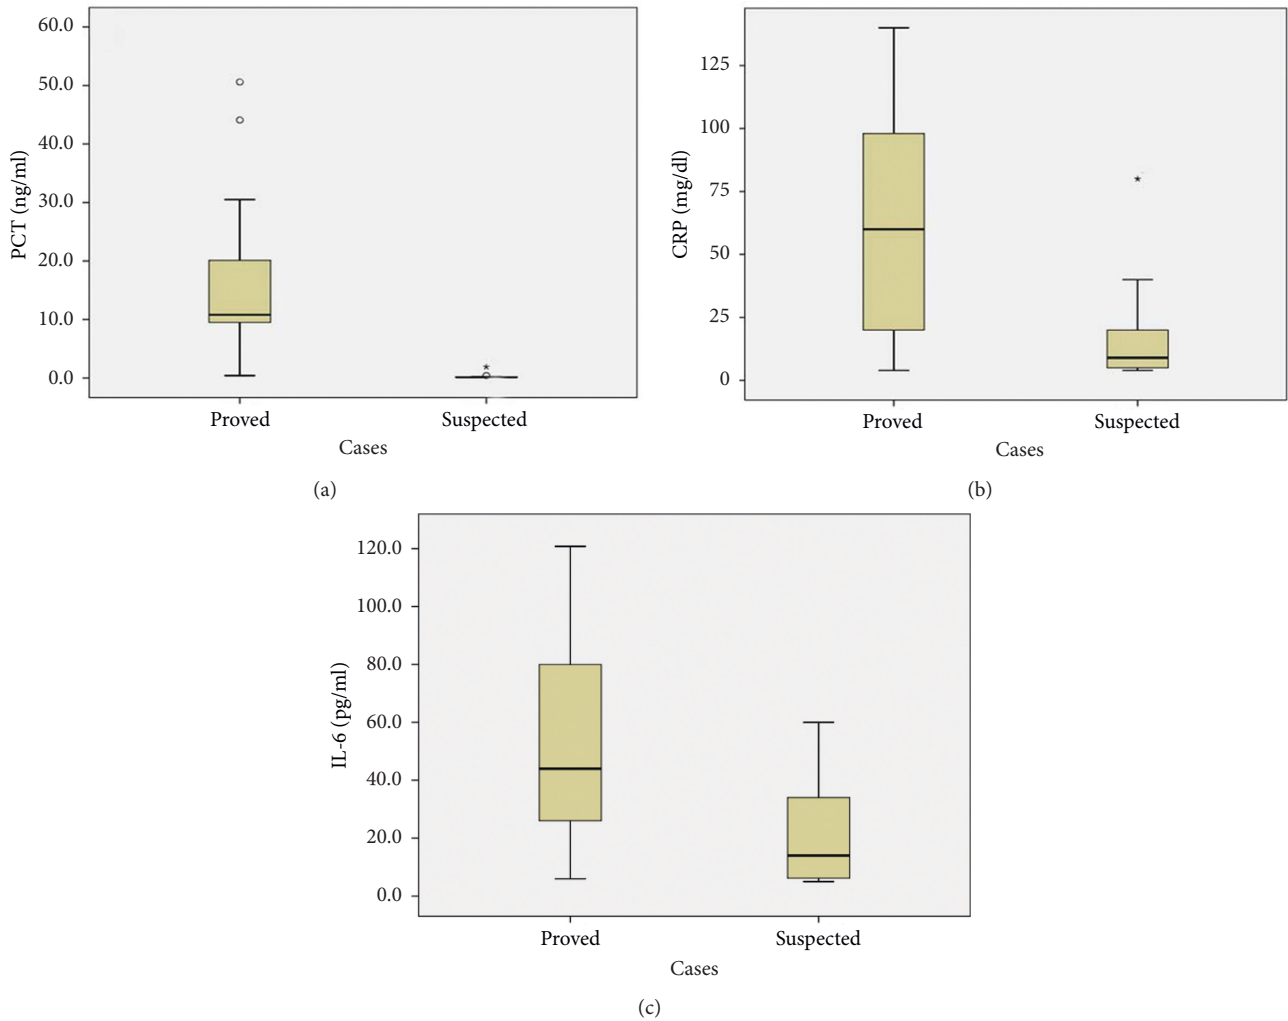 60.0
50.0
40.0
30.0
20.0
10.0
0.0
PCT (ng/ml)
Proved
Suspected
Cases
(a)
125
100
75
50
25
0
CRP (mg/dl)
Proved
Suspected
Cases
(b)
120.0
100.0
80.0
60.0
40.0
20.0
0.0
IL-6 (pg/ml)
Proved
Suspected
Cases
(c)